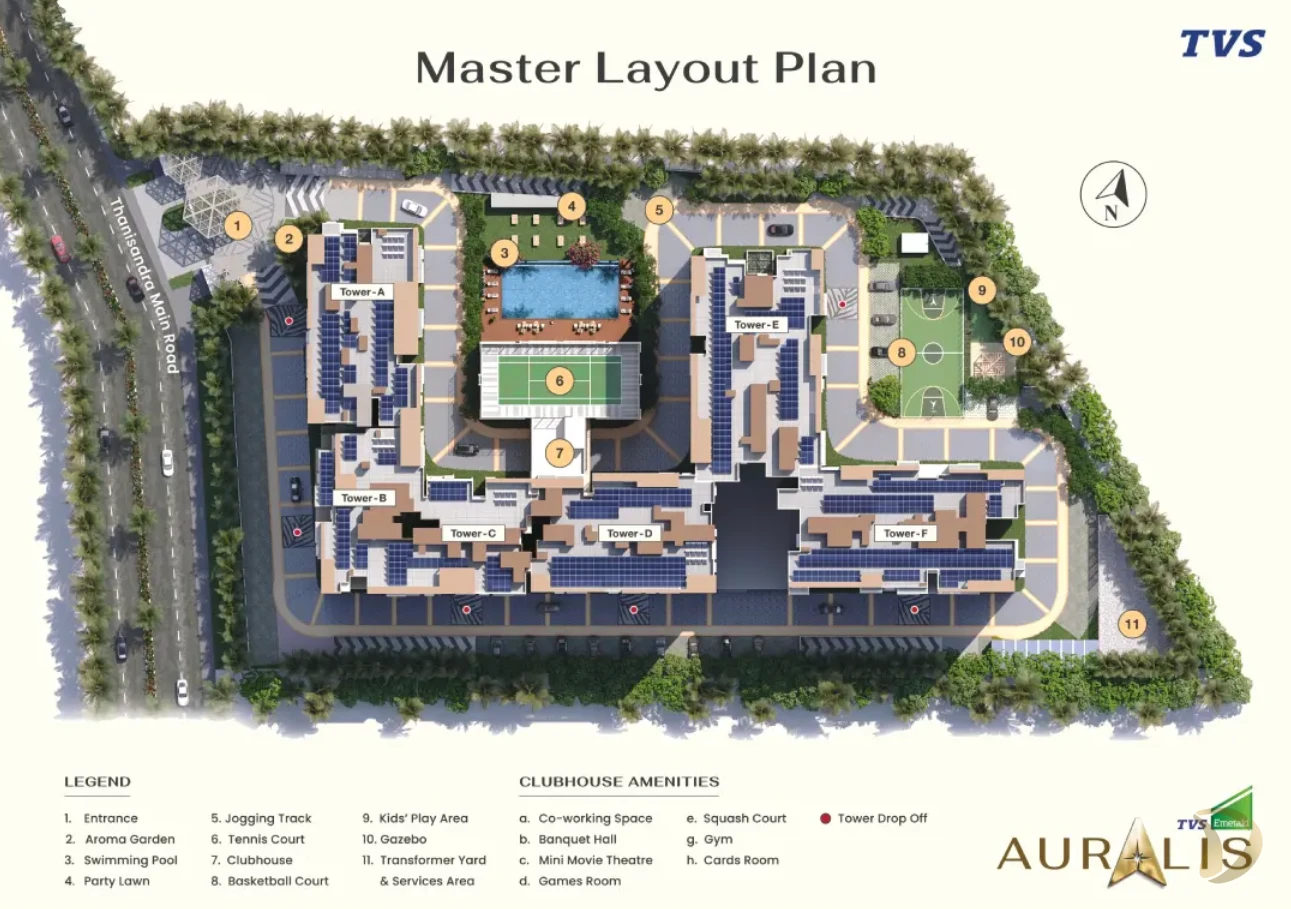 TVS
Master Layout Plan
N
Thanisandra Main Road
1
2
3
4
5
6
7
8
9
10
11
Tower-A
Tower-B
Tower-C
Tower-D
Tower-E
Tower-F
LEGEND
1. Entrance
2. Aroma Garden
3. Swimming Pool
4. Party Lawn
5. Jogging Track
6. Tennis Court
7. Clubhouse
8. Basketball Court
9. Kids' Play Area
10. Gazebo
11. Transformer Yard
& Services Area
CLUBHOUSE AMENITIES
a. Co-working Space
b. Banquet Hall
c. Mini Movie Theatre
d. Games Room
e. Squash Court
g. Gym
h. Cards Room
Tower Drop Off
TVS Emerald
AURALIS